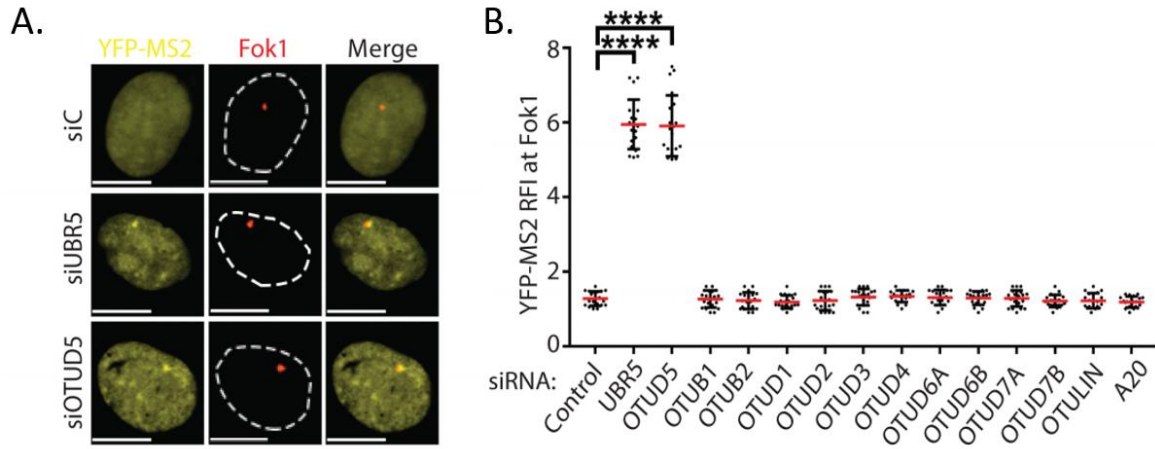 A.
YFP-MS2 Fok1 Merge
siC
siUBR5
siOTUD5
B.
****
****
YFP-MS2 RFI at Fok1
8
6
4
2
0
siRNA: Control UBR5 OTUD5 OTUB1 OTUB2 OTUD1 OTUD2 OTUD3 OTUD4 OTUD6A OTUD6B OTUD7A OTUD7B OTULIN A20